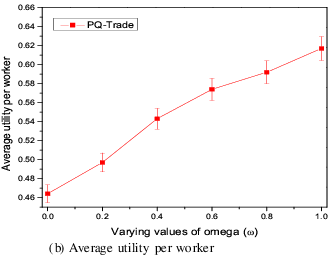 0.66
0.64
0.62
0.60
0.58
0.56
0.54
0.52
0.50
0.48
0.46
Average utility per worker
PQ-Trade
0.0 0.2 0.4 0.6 0.8 1.0
Varying values of omega (ω)
(b) Average utility per worker